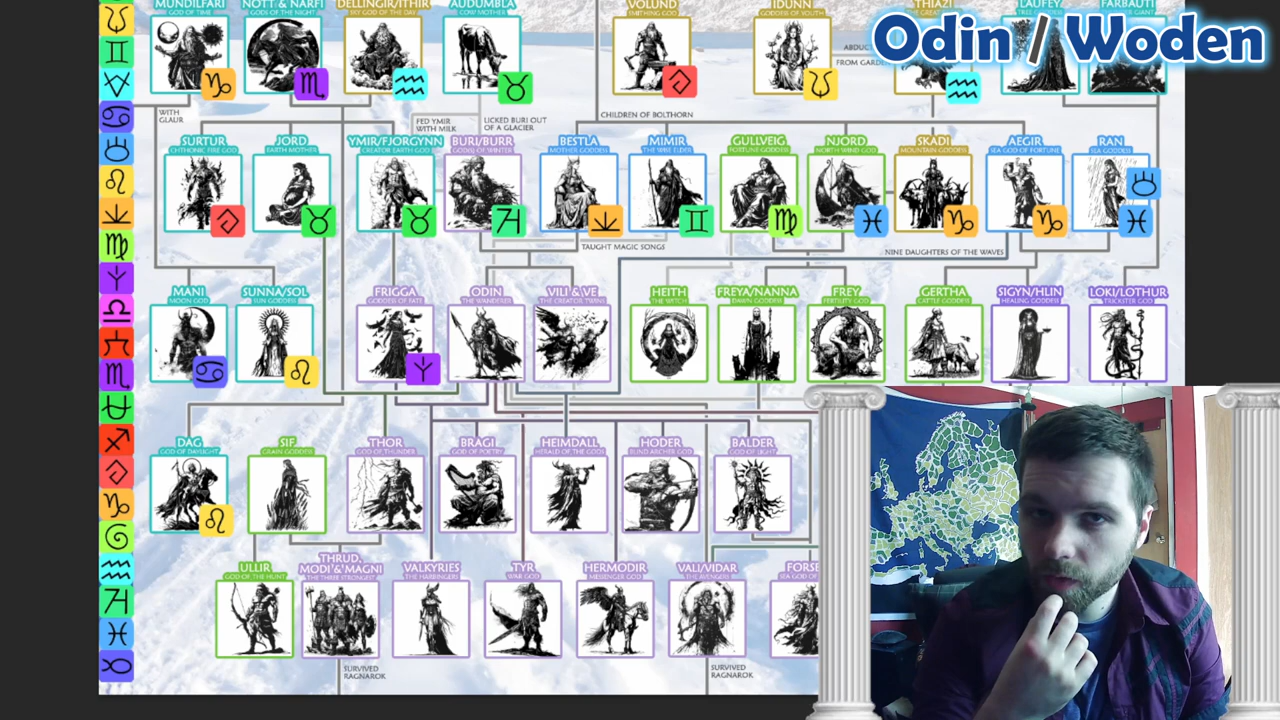 Odin / Woden
MUNDILFARI
GOD OF TIME
NOTT & NARFI
GODS OF THE NIGHT
DELLINGIR/ITHIR
SKY GOD OF THE DAY
AUDUMBLA
COW MOTHER
VOLUND
SMITHING GOD
IDUNN
GODDESS OF YOUTH
THIAZI
LAUFEY
FARBAUTI
FROM GARDEN
WITH
GLAUR
FED YMIR
WITH MILK
LICKED BURI OUT
OF A GLACIER
CHILDREN OF BOLTHORN
SURTUR
CHTHONIC FIRE GOD
JORD
EARTH MOTHER
YMIR/FJORGYNN
CREATOR EARTH GOD
BURI/BURR
GODS OF WINTER
BESTLA
MOTHER GODDESS
MIMIR
THE WISE ELDER
GULLVEIG
FORTUNE GODDESS
NJORD
NORTH WIND GOD
SKADI
MOUNTAIN GODDESS
AEGIR
SEA GOD OF FORTUNE
RAN
SEA GODDESS
TAUGHT MAGIC SONGS
NINE DAUGHTERS OF THE WAVES
MANI
MOON GOD
SUNNA/SOL
SUN GODDESS
FRIGGA
GODDESS OF FATE
ODIN
THE WANDERER
VILI & VE
THE CREATOR TWINS
HEITH
THE WITCH
FREYA/NANNA
DAWN GODDESS
FREY
FERTILITY GOD
GERTHA
CATTLE GODDESS
SIGYN/HLIN
HEALING GODDESS
LOKI/LOTHUR
TRICKSTER GOD
DAG
GOD OF DAYLIGHT
SIF
GRAIN GODDESS
THOR
GOD OF THUNDER
BRAGI
GOD OF POETRY
HEIMDALL
HERALD OF THE GODS
HODER
BLIND ARCHER GOD
BALDER
GOD OF LIGHT
ULLIR
GOD OF THE HUNT
THRUD,
MODI & MAGNI
THE THREE STRONGEST
VALKYRIES
THE HARBINGERS
TYR
WAR GOD
HERMODIR
MESSENGER GOD
VALI/VIDAR
THE AVENGERS
FORSE
SEA GOD OF
SURVIVED
RAGNAROK
SURVIVED
RAGNAROK